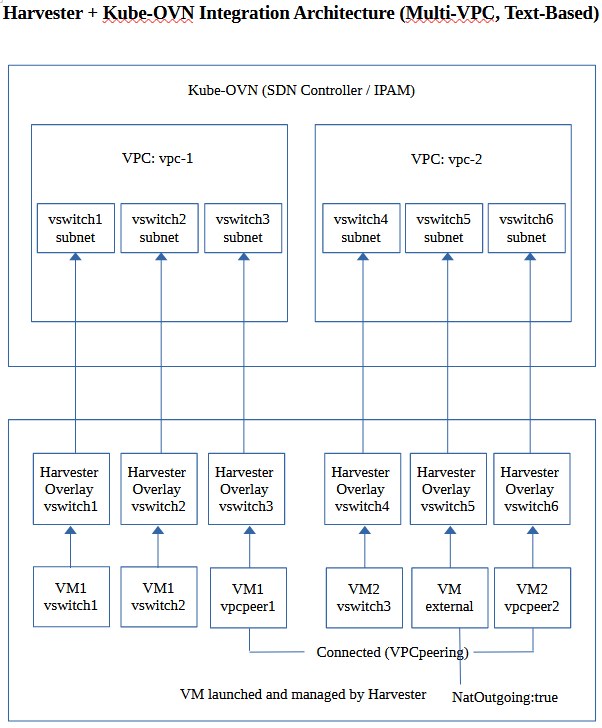 Harvester + Kube-OVN Integration Architecture (Multi-VPC, Text-Based)
Kube-OVN (SDN Controller / IPAM)
VPC: vpc-1
VPC: vpc-2
vswitch1
subnet
vswitch2
subnet
vswitch3
subnet
vswitch4
subnet
vswitch5
subnet
vswitch6
subnet
Harvester
Overlay
vswitch1
Harvester
Overlay
vswitch2
Harvester
Overlay
vswitch3
Harvester
Overlay
vswitch4
Harvester
Overlay
vswitch5
Harvester
Overlay
vswitch6
VM1
vswitch1
VM1
vswitch2
VM1
vpcpeer1
VM2
vswitch3
VM
external
VM2
vpcpeer2
Connected (VPCpeering)
VM launched and managed by Harvester
NatOutgoing:true